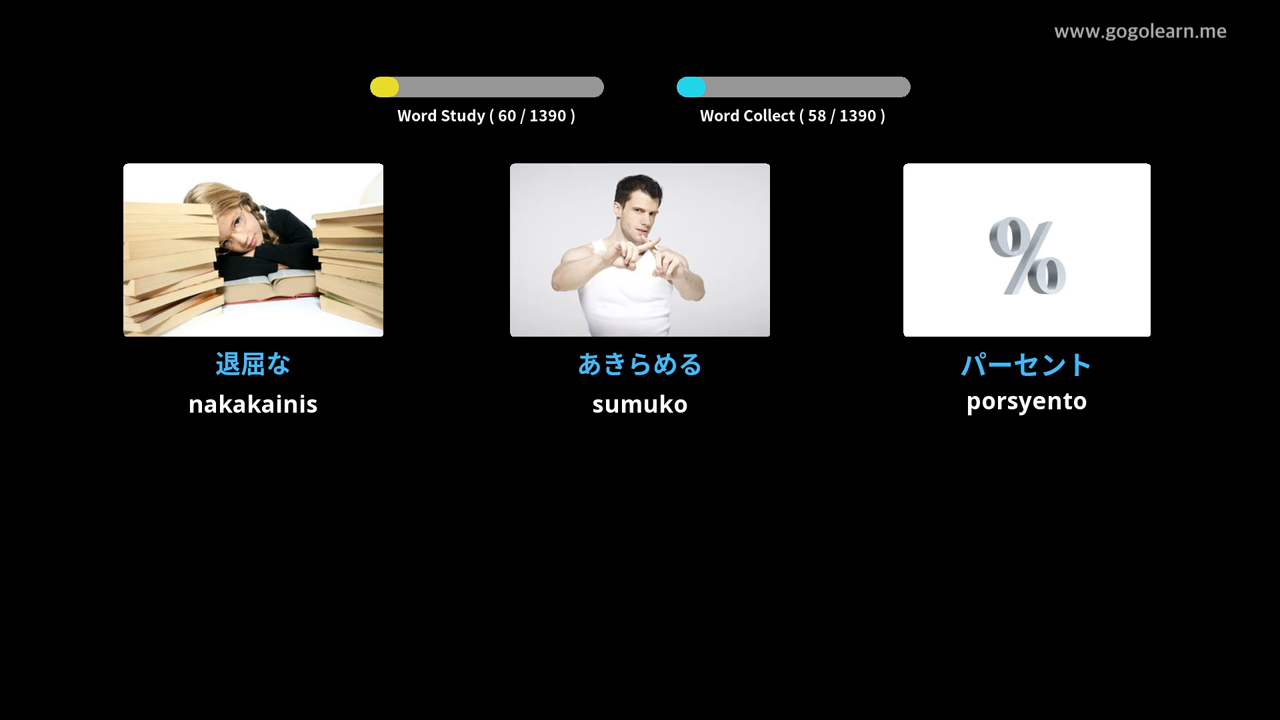 www.gogolearn.me
Word Study ( 60 / 1390 )
Word Collect ( 58 / 1390 )
退屈な
nakakainis
あきらめる
sumuko
%
パーセント
porsyento